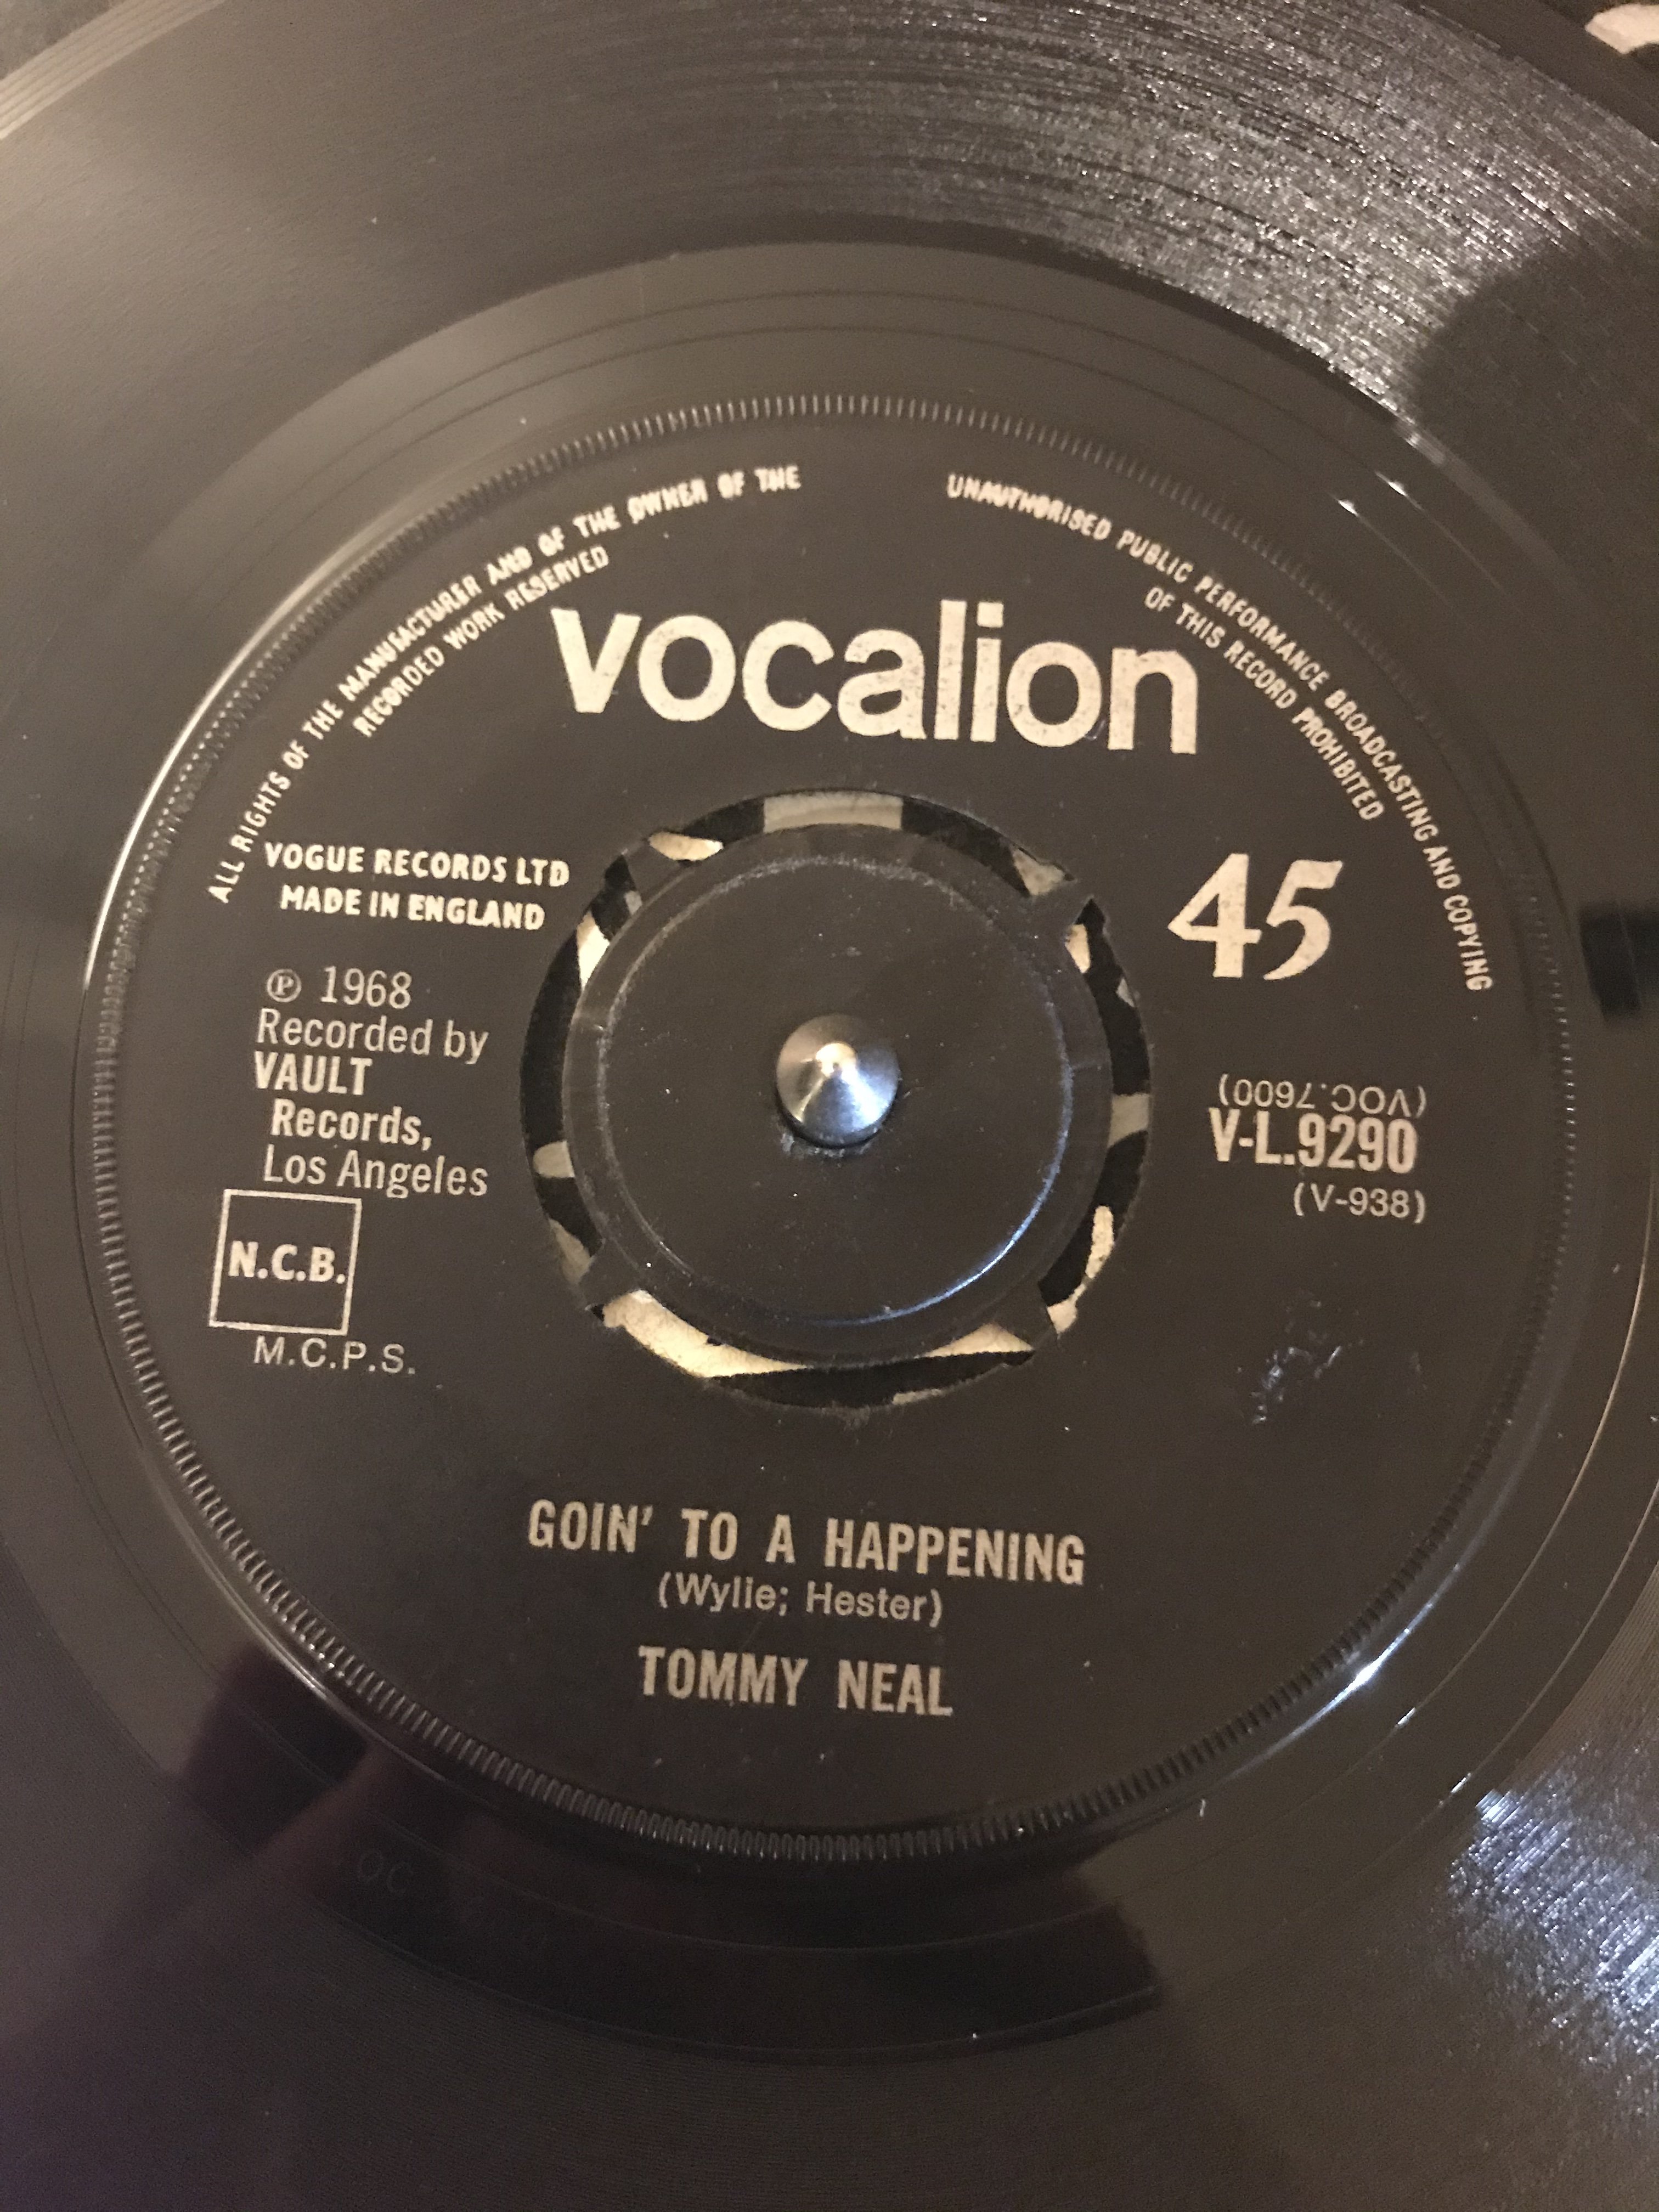 ALL RIGHTS OF THE MANUFACTURER AND OF THE OWNER OF THE
RECORDED WORK RESERVED
UNAUTHORISED PUBLIC PERFORMANCE BROADCASTING AND COPYING
OF THIS RECORD PROHIBITED
vocalion
VOGUE RECORDS LTD
MADE IN ENGLAND
45
℗ 1968
Recorded by
VAULT
Records,
Los Angeles
(VOC.7600)
V-L.9290
(V-938)
N.C.B.
M.C.P.S.
GOIN' TO A HAPPENING
(Wylie; Hester)
TOMMY NEAL